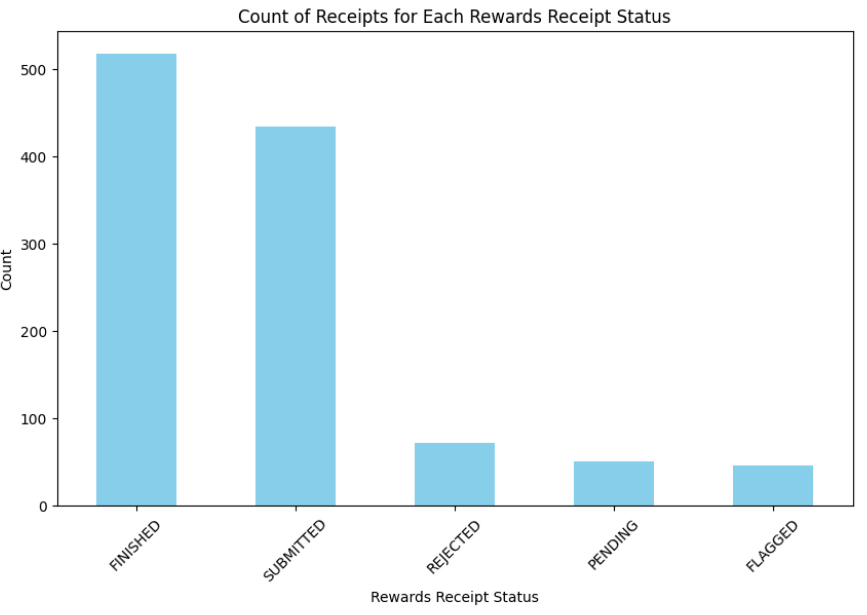 Count of Receipts for Each Rewards Receipt Status
Count
500
400
300
200
100
0
FINISHED
SUBMITTED
REJECTED
PENDING
FLAGGED
Rewards Receipt Status